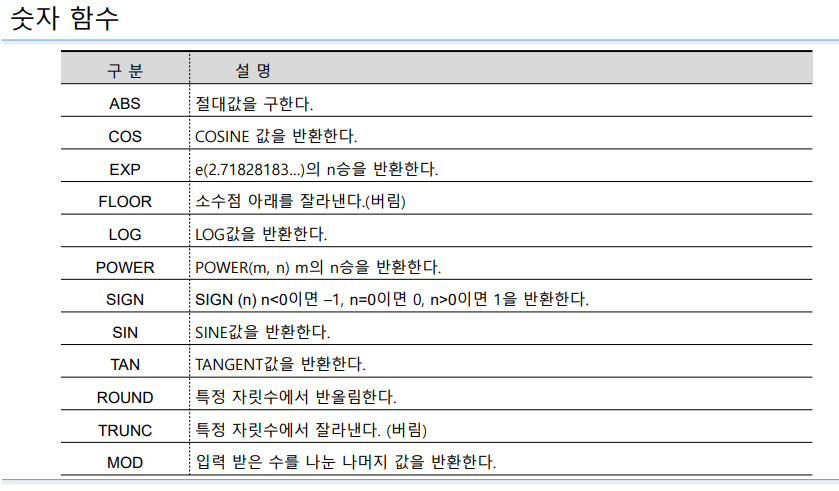 숫자 함수
구 분 설 명
ABS 절대값을 구한다.
COS COSINE 값을 반환한다.
EXP e(2.71828183...)의 n승을 반환한다.
FLOOR 소수점 아래를 잘라낸다.(버림)
LOG LOG값을 반환한다.
POWER POWER(m, n) m의 n승을 반환한다.
SIGN SIGN (n) n<0이면 –1, n=0이면 0, n>0이면 1을 반환한다.
SIN SINE값을 반환한다.
TAN TANGENT값을 반환한다.
ROUND 특정 자릿수에서 반올림한다.
TRUNC 특정 자릿수에서 잘라낸다. (버림)
MOD 입력 받은 수를 나눈 나머지 값을 반환한다.